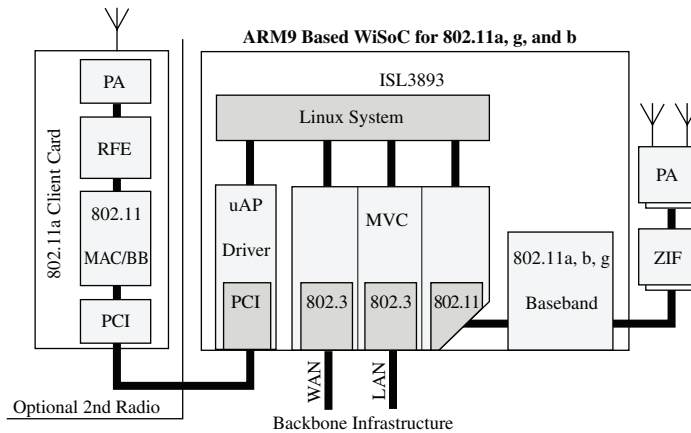 ARM9 Based WiSoC for 802.11a, g, and b
ISL3893
Linux System
802.11a Client Card
PA
RFE
802.11
MAC/BB
PCI
Optional 2nd Radio
uAP
Driver
PCI
MVC
802.3
802.3
802.11
802.11a, b, g
Baseband
PA
ZIF
WAN
LAN
Backbone Infrastructure